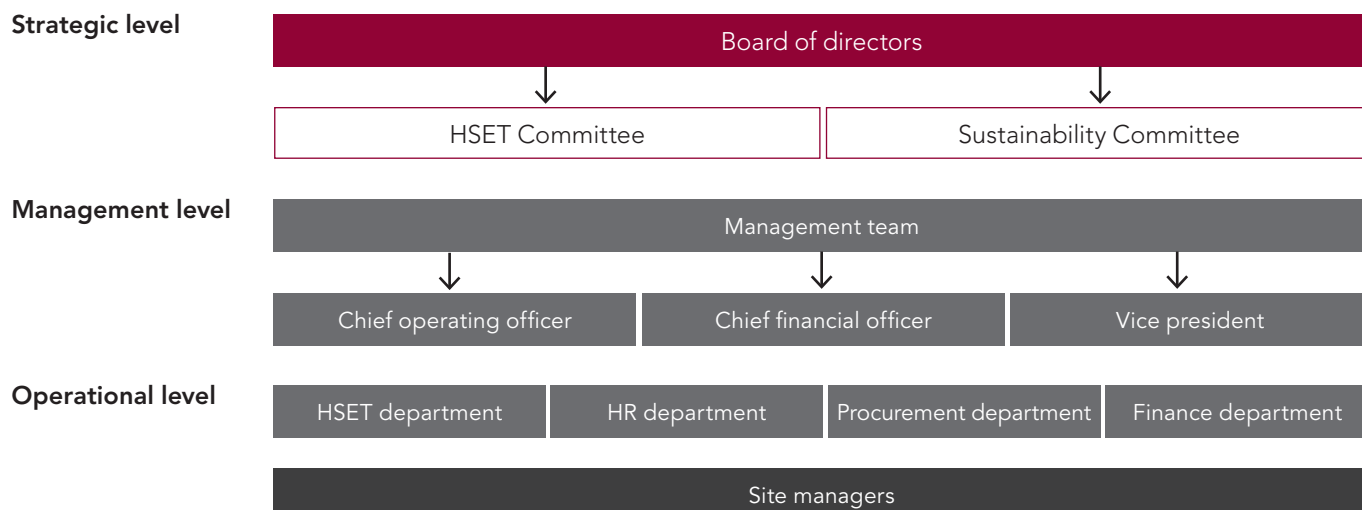 Strategic level
Board of directors
HSET Committee
Sustainability Committee
Management level
Management team
Chief operating officer
Chief financial officer
Vice president
Operational level
HSET department
HR department
Procurement department
Finance department
Site managers